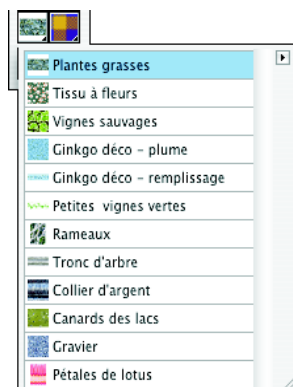 Plantes grasses
Tissu à fleurs
Vignes sauvages
Ginkgo déco - plume
Ginkgo déco - remplissage
Petites vignes vertes
Rameaux
Tronc d'arbre
Collier d'argent
Canards des lacs
Gravier
Pétales de lotus